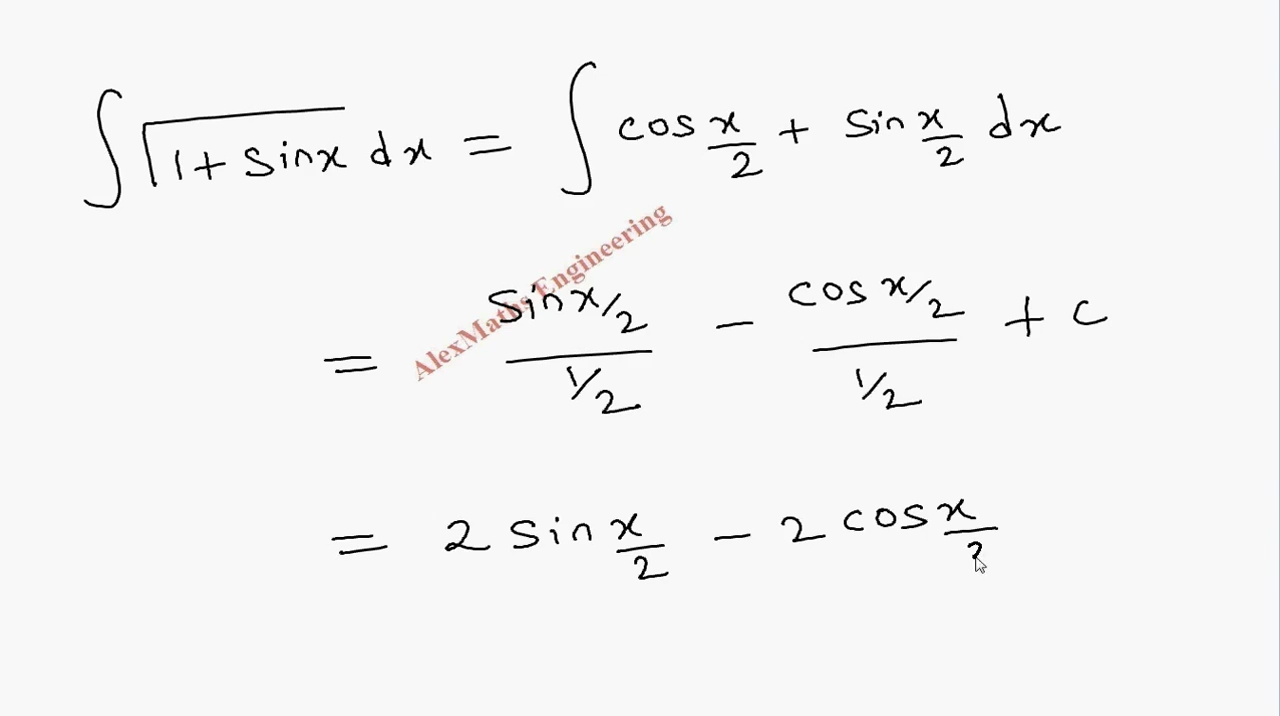 ∫√(1 + sinx) dx = ∫ cos x/2 + sin x/2 dx
AlexMaths Engineering
= (sin x/2)/(1/2) − (cos x/2)/(1/2) + c
= 2 sin x/2 − 2 cos x/2